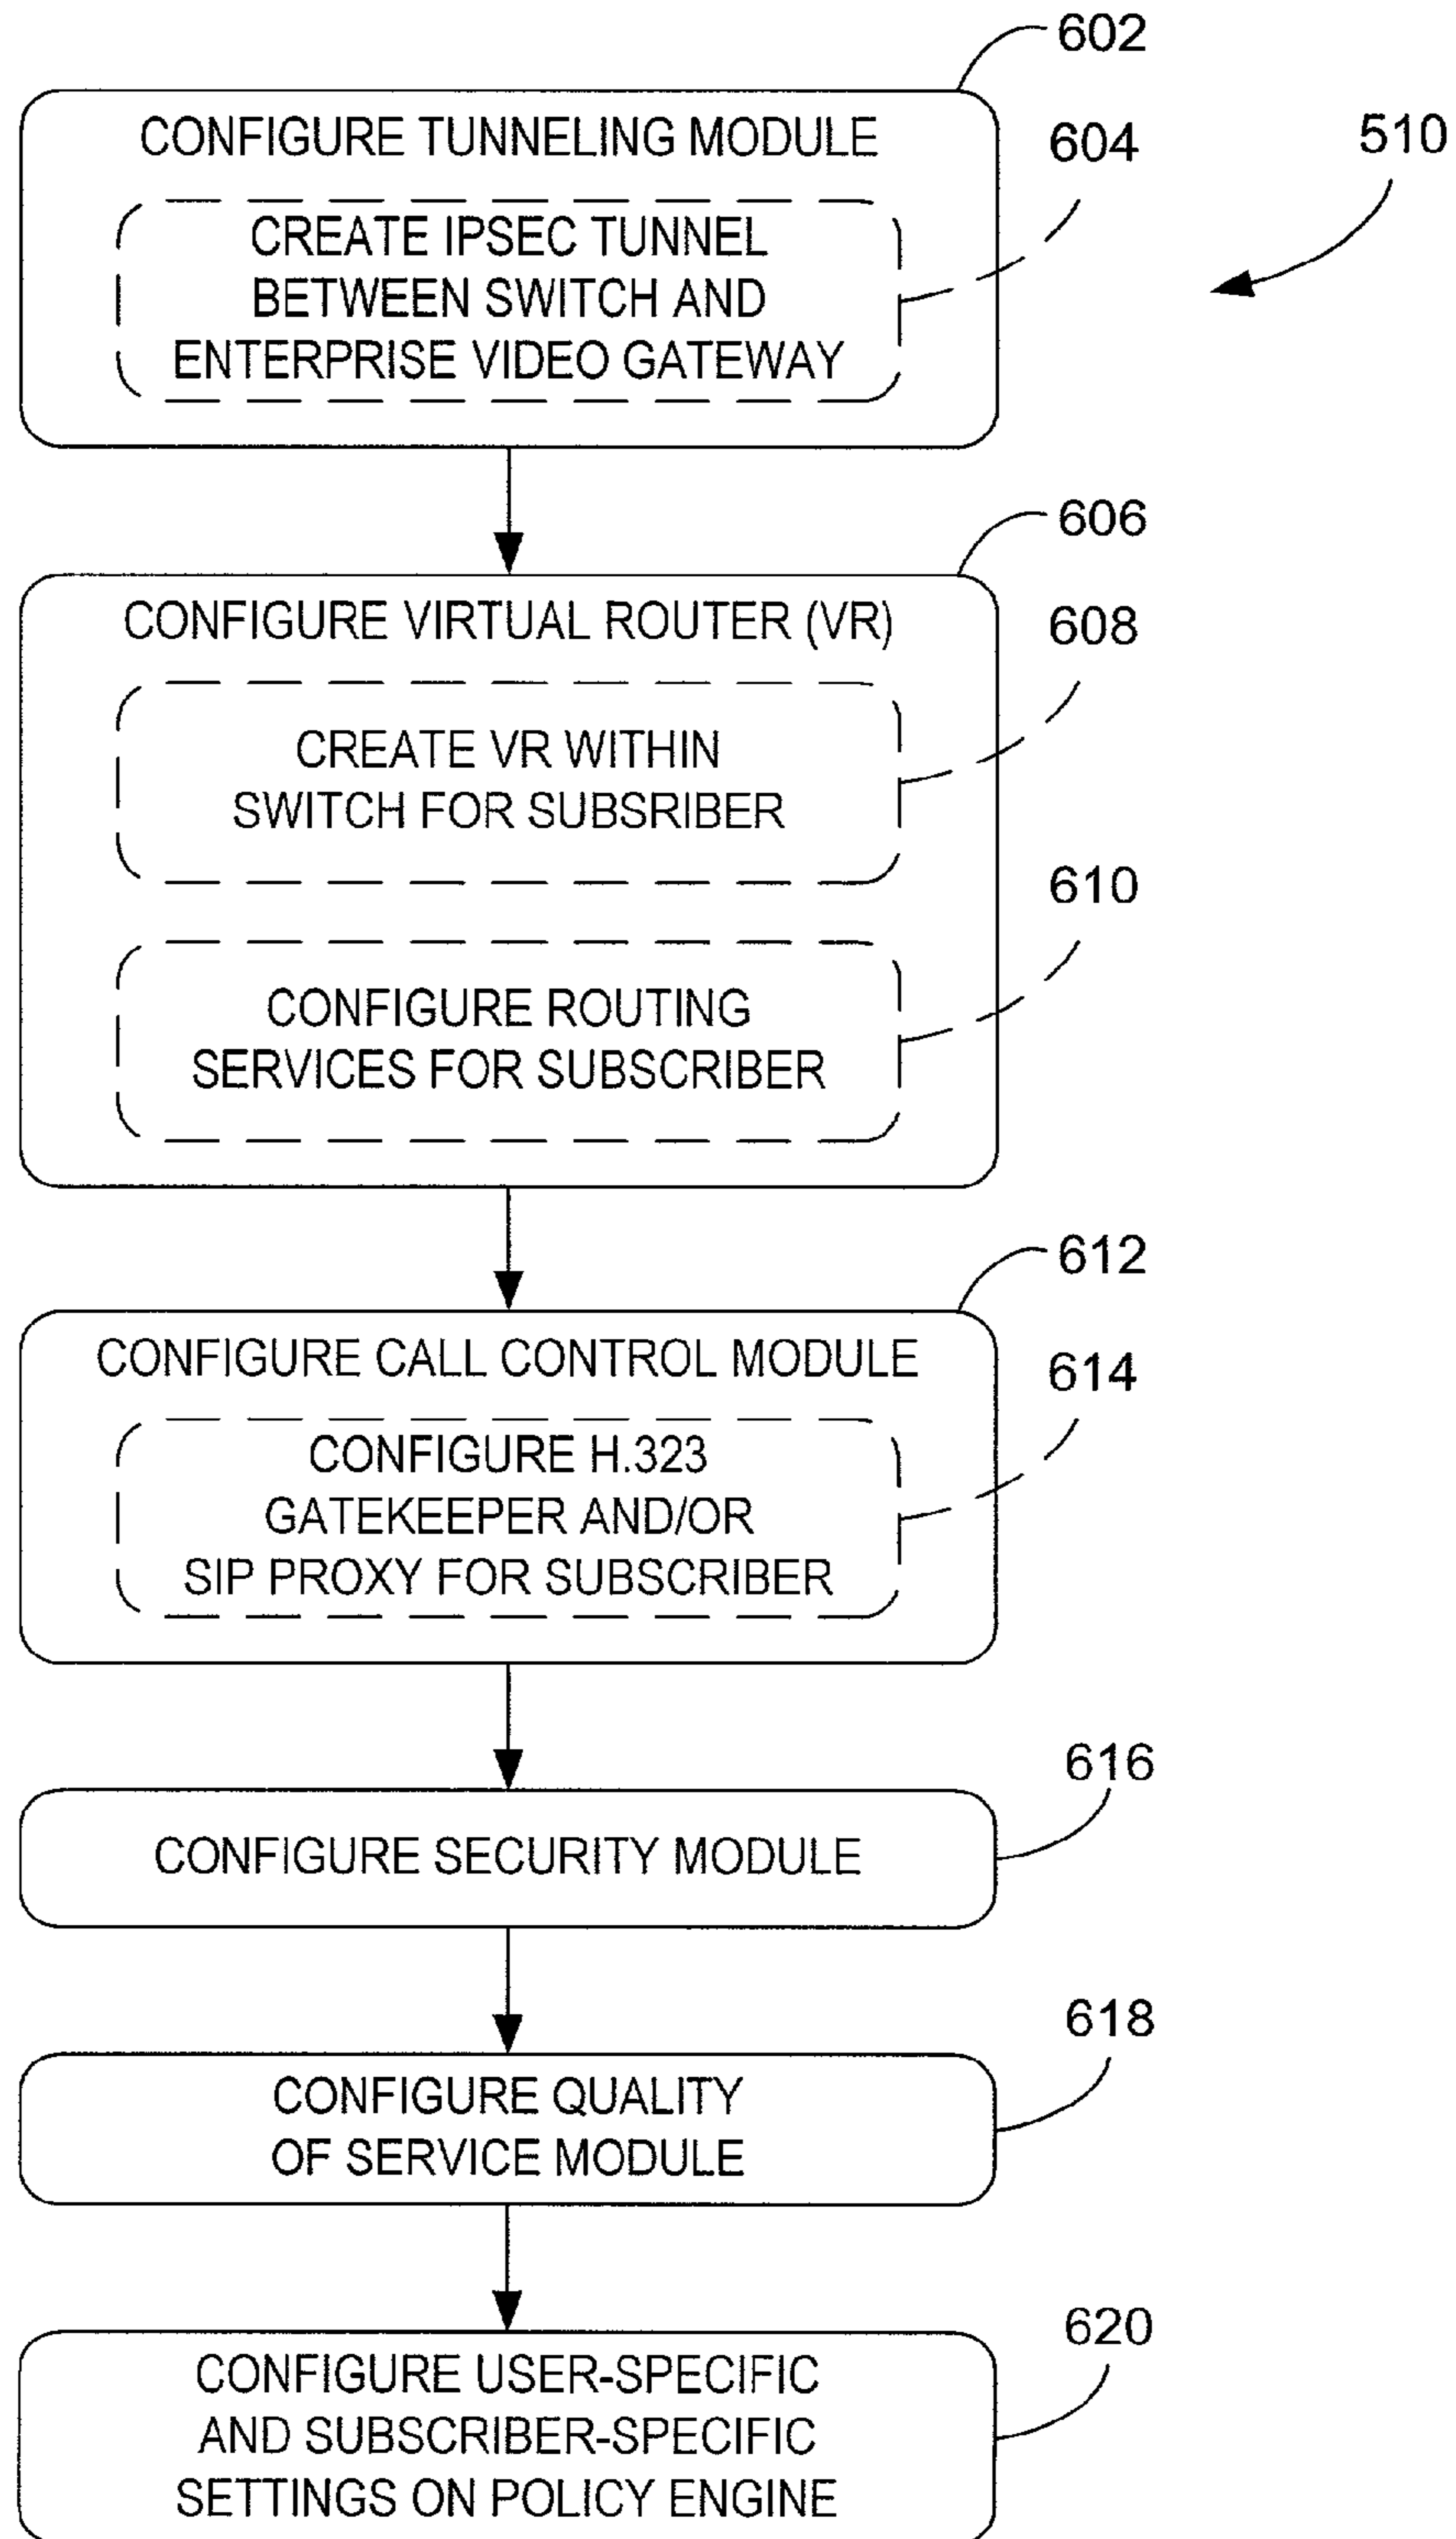 602
CONFIGURE TUNNELING MODULE
604
510
CREATE IPSEC TUNNEL
BETWEEN SWITCH AND
ENTERPRISE VIDEO GATEWAY
606
CONFIGURE VIRTUAL ROUTER (VR)
608
CREATE VR WITHIN
SWITCH FOR SUBSRIBER
610
CONFIGURE ROUTING
SERVICES FOR SUBSCRIBER
612
CONFIGURE CALL CONTROL MODULE
614
CONFIGURE H.323
GATEKEEPER AND/OR
SIP PROXY FOR SUBSCRIBER
616
CONFIGURE SECURITY MODULE
618
CONFIGURE QUALITY
OF SERVICE MODULE
620
CONFIGURE USER-SPECIFIC
AND SUBSCRIBER-SPECIFIC
SETTINGS ON POLICY ENGINE